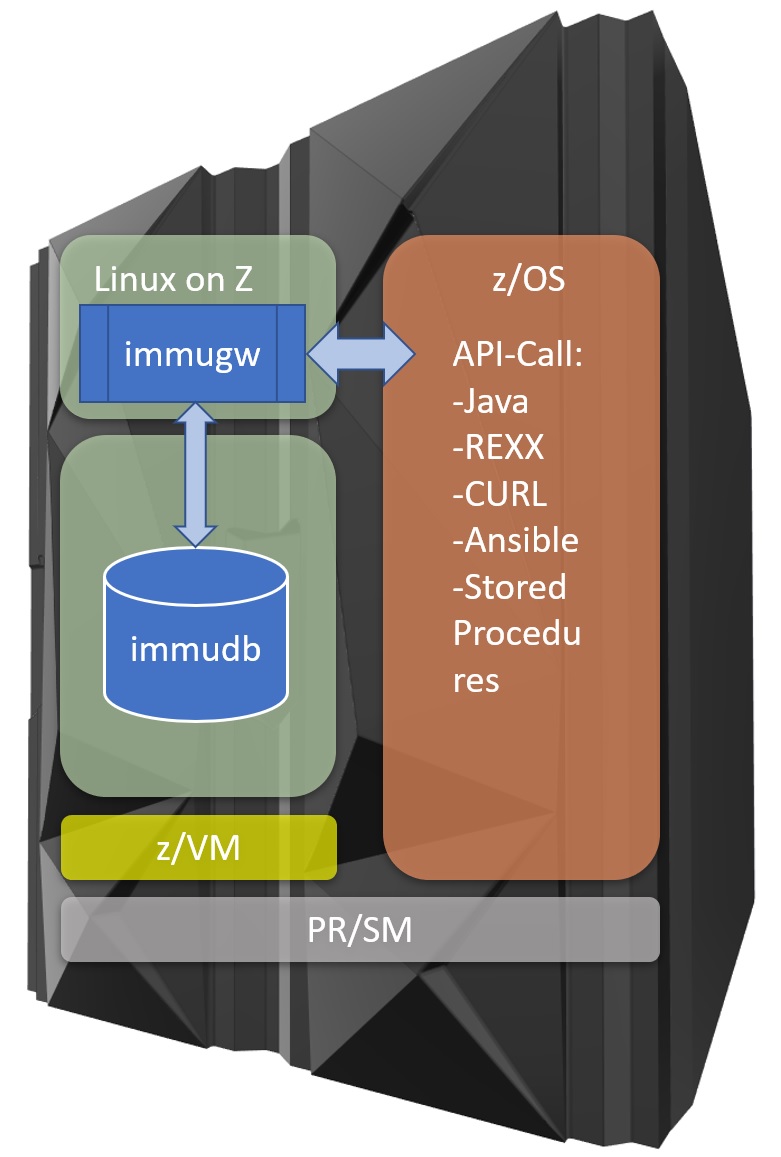 Linux on Z
immugw
immudb
z/VM
z/OS
API-Call:
-Java
-REXX
-CURL
-Ansible
-Stored
Procedu
res
PR/SM